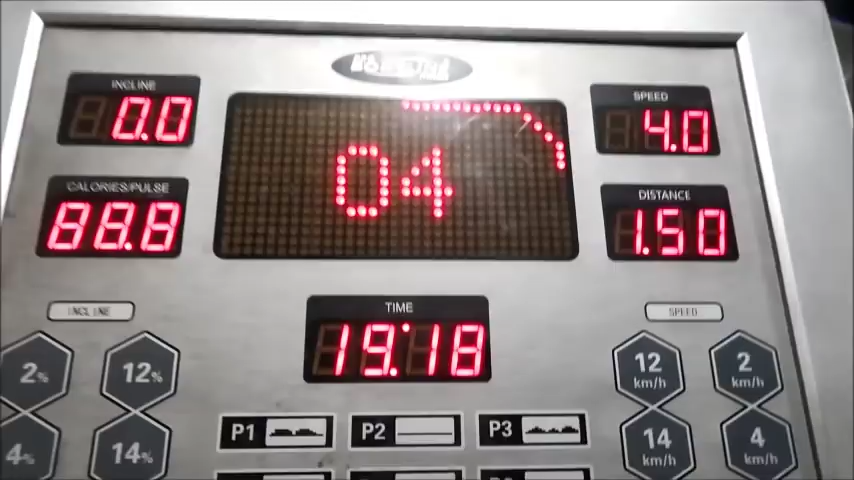 INCLINE
0.0
SPEED
4.0
04
CALORIES/PULSE
88.8
DISTANCE
1.50
INCLINE
TIME
19:18
SPEED
2%
12%
12 km/h
2 km/h
P1
P2
P3
4%
14%
14 km/h
4 km/h